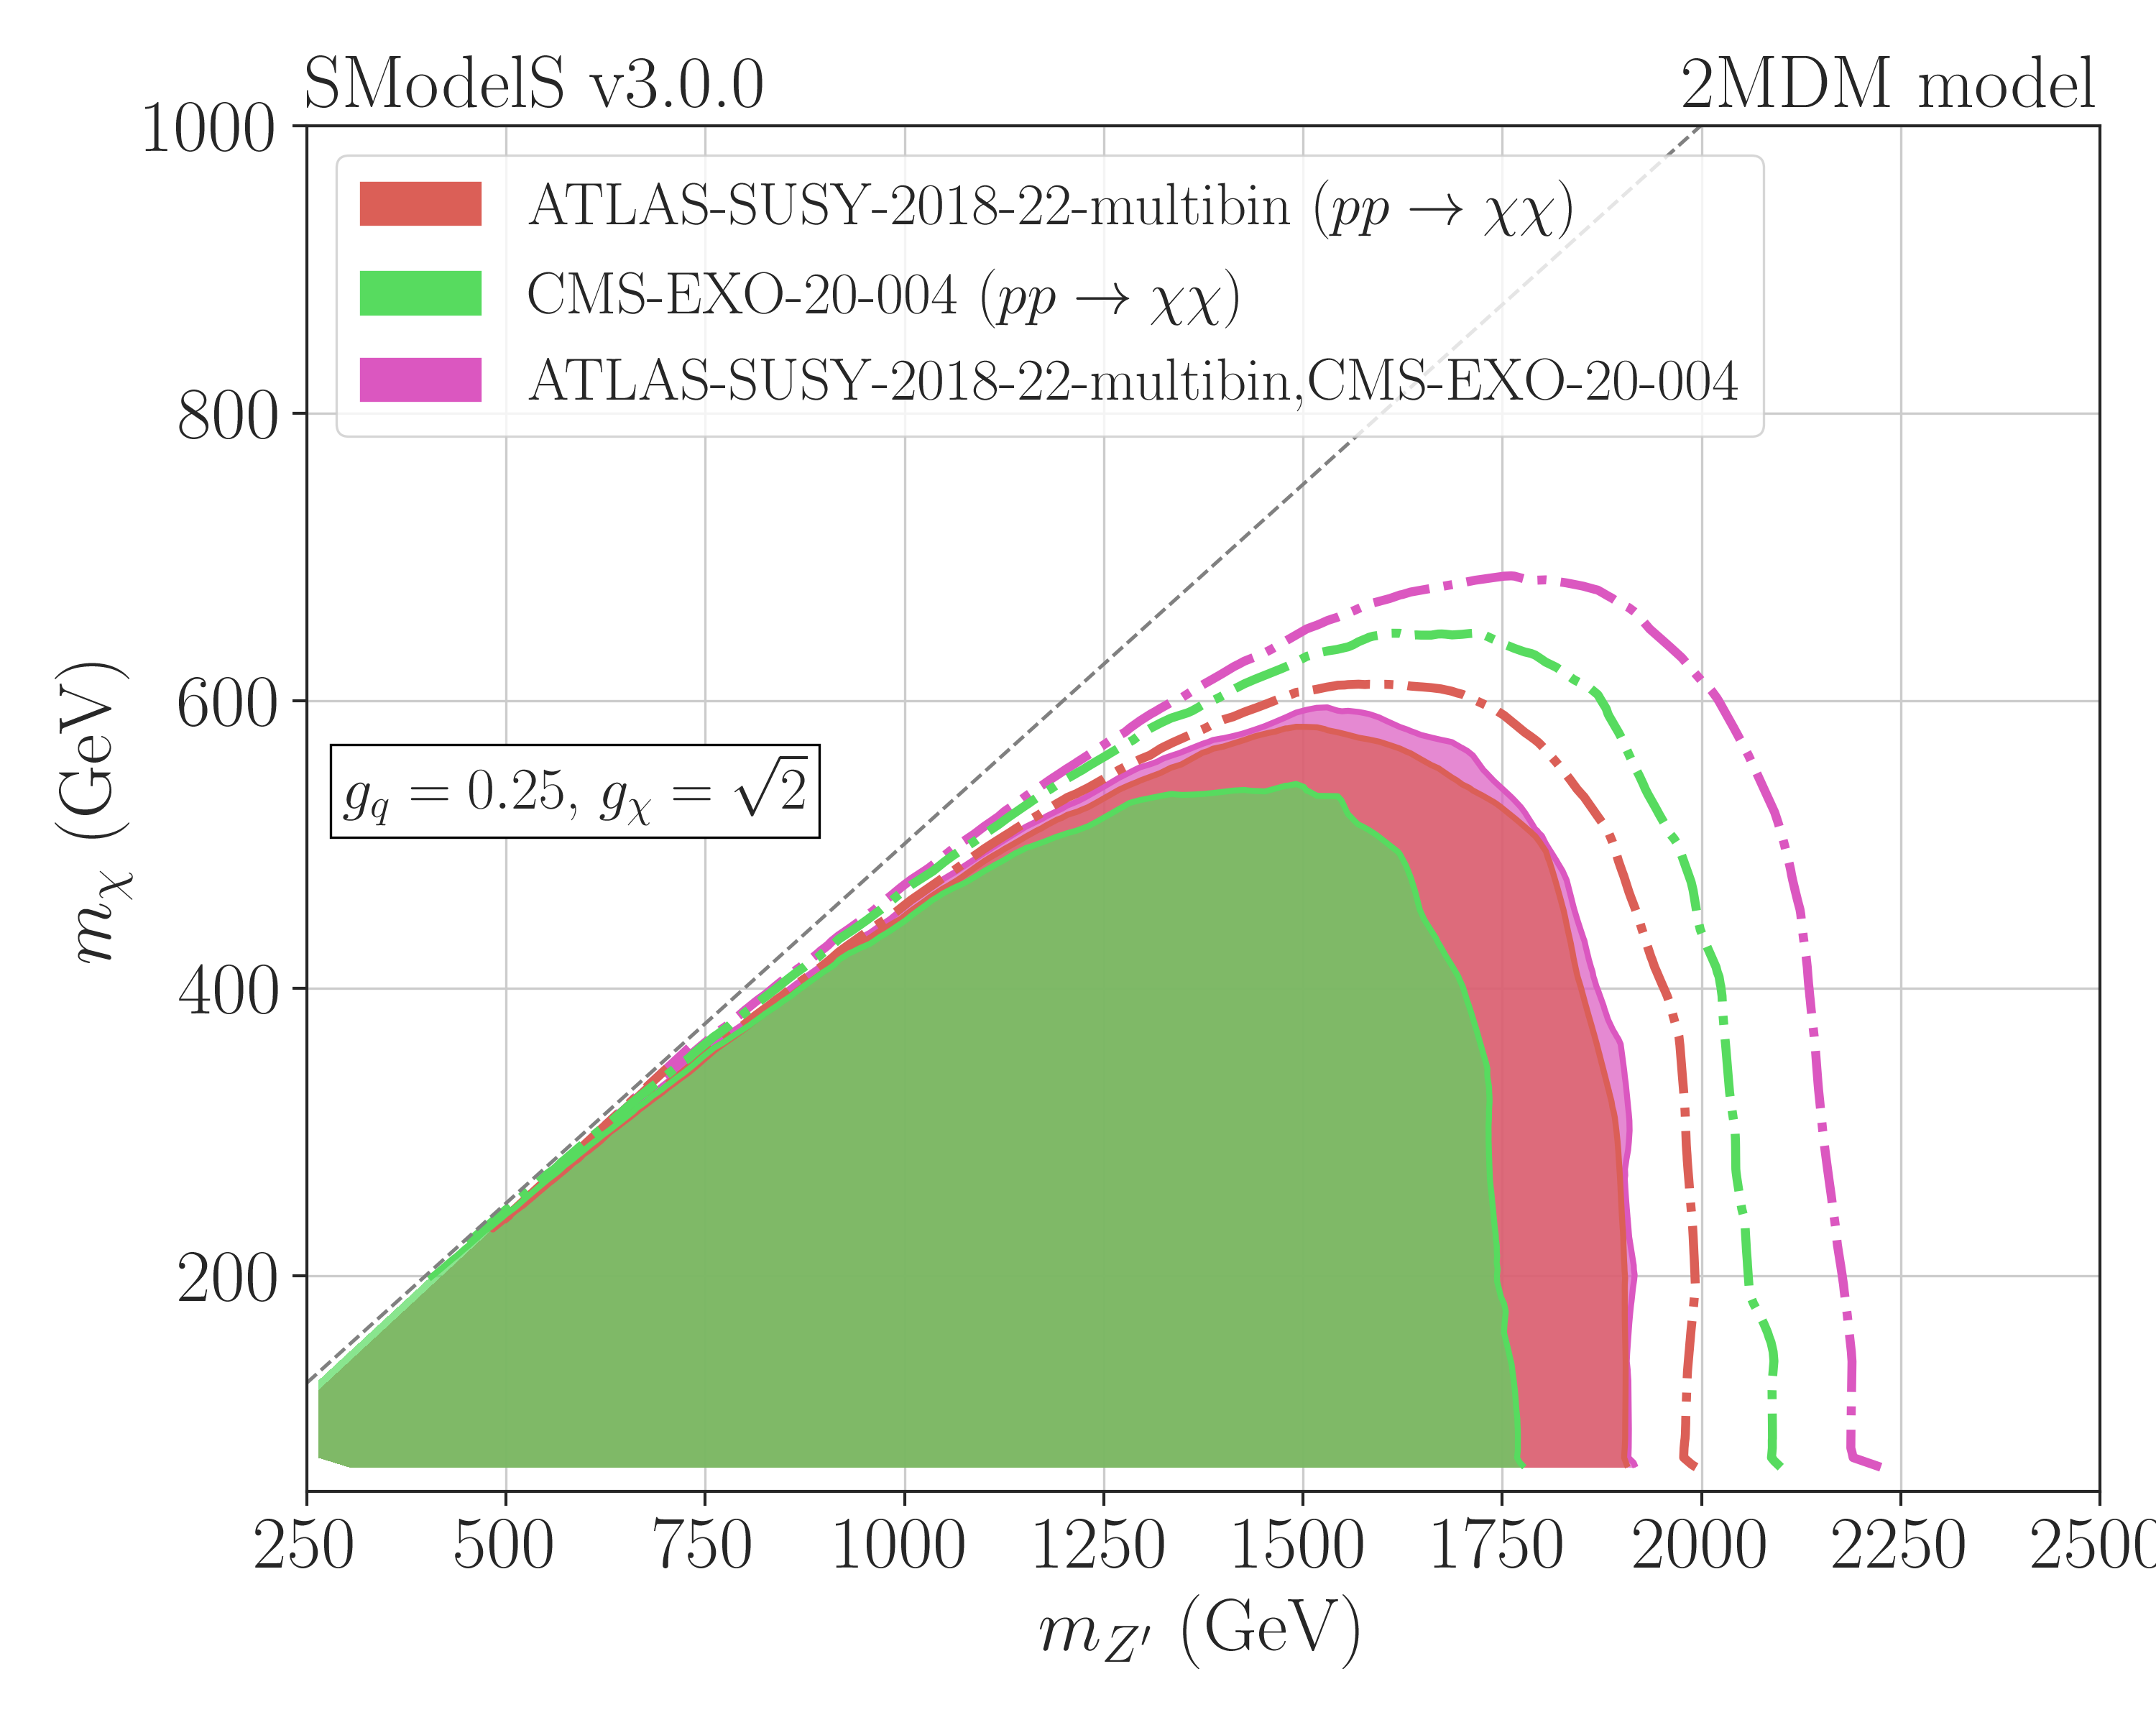 SModelS v3.0.0 2MDM model
1000
ATLAS-SUSY-2018-22-multibin (pp → χχ)
CMS-EXO-20-004 (pp → χχ)
ATLAS-SUSY-2018-22-multibin,CMS-EXO-20-004
800
600
g_q = 0.25, g_χ = √2
m_χ (GeV)
400
200
250 500 750 1000 1250 1500 1750 2000 2250 2500
m_Z′ (GeV)